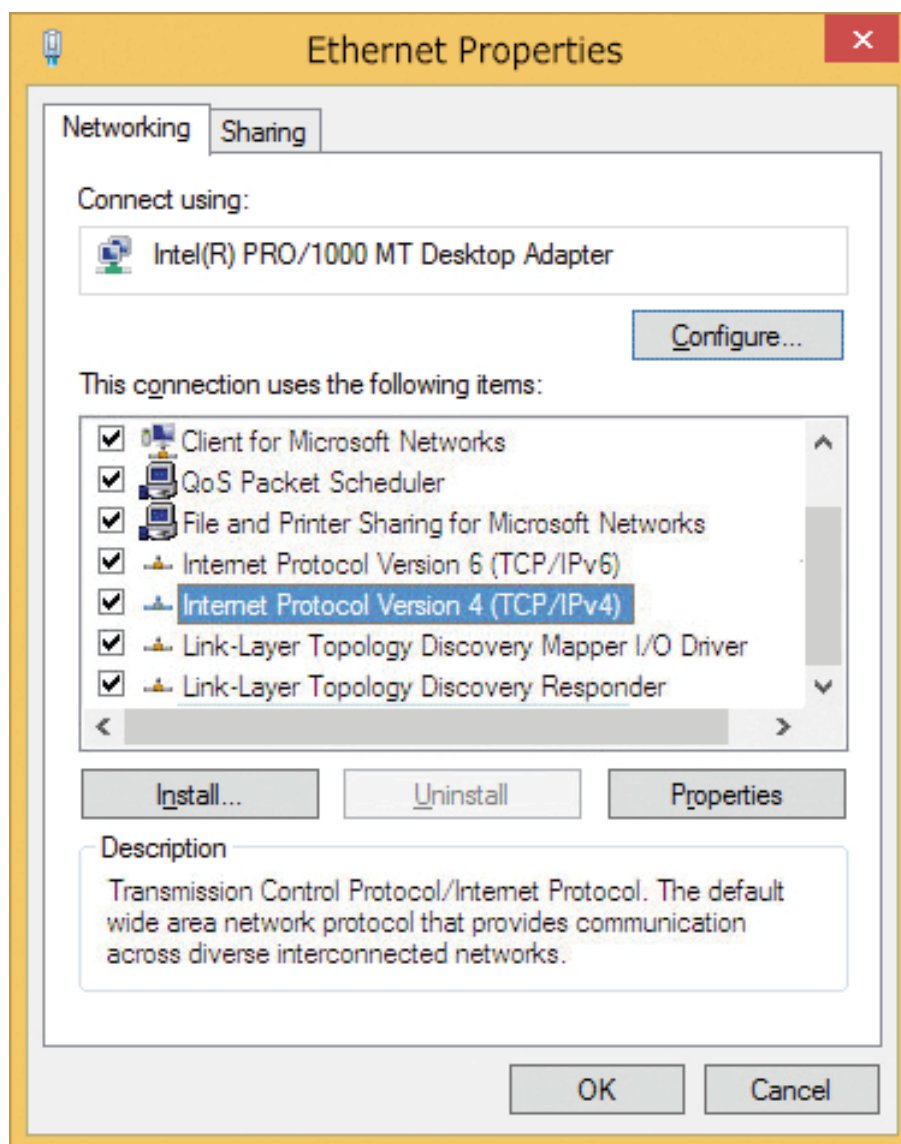 Ethernet Properties
Networking
Sharing
Connect using:
Intel(R) PRO/1000 MT Desktop Adapter
Configure...
This connection uses the following items:
Client for Microsoft Networks
QoS Packet Scheduler
File and Printer Sharing for Microsoft Networks
Internet Protocol Version 6 (TCP/IPv6)
Internet Protocol Version 4 (TCP/IPv4)
Link-Layer Topology Discovery Mapper I/O Driver
Link-Layer Topology Discovery Responder
Install...
Uninstall
Properties
Description
Transmission Control Protocol/Internet Protocol. The default
wide area network protocol that provides communication
across diverse interconnected networks.
OK
Cancel